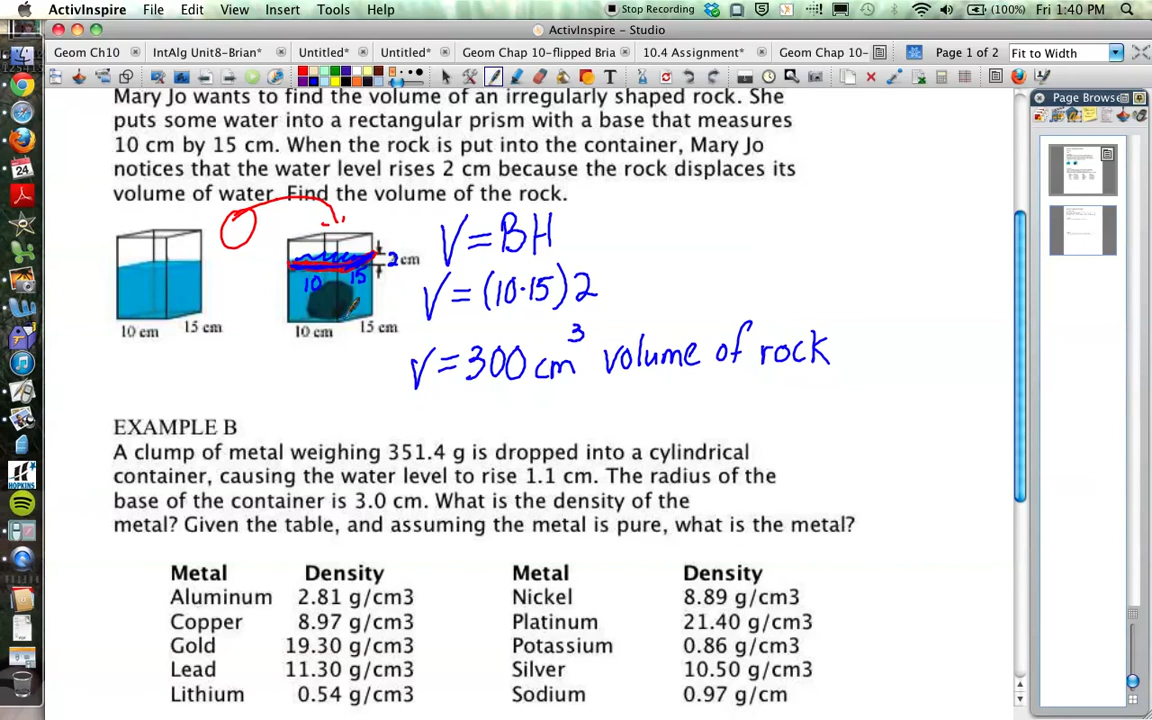 ActivInspire File Edit View Insert Tools Help Stop Recording (100%) Fri 1:40 PM
ActivInspire - Studio
Geom Ch10 IntAlg Unit8-Brian* Untitled* Untitled* Geom Chap 10-flipped Bria 10.4 Assignment* Geom Chap 10- Page 1 of 2 Fit to Width
Page Browse
Mary Jo wants to find the volume of an irregularly shaped rock. She
puts some water into a rectangular prism with a base that measures
10 cm by 15 cm. When the rock is put into the container, Mary Jo
notices that the water level rises 2 cm because the rock displaces its
volume of water. Find the volume of the rock.
V=BH
2 cm
10 15
V=(10·15)2
10 cm 15 cm 10 cm 15 cm
V=300 cm³ volume of rock
EXAMPLE B
A clump of metal weighing 351.4 g is dropped into a cylindrical
container, causing the water level to rise 1.1 cm. The radius of the
base of the container is 3.0 cm. What is the density of the
metal? Given the table, and assuming the metal is pure, what is the metal?
Metal Density Metal Density
Aluminum 2.81 g/cm3 Nickel 8.89 g/cm3
Copper 8.97 g/cm3 Platinum 21.40 g/cm3
Gold 19.30 g/cm3 Potassium 0.86 g/cm3
Lead 11.30 g/cm3 Silver 10.50 g/cm3
Lithium 0.54 g/cm3 Sodium 0.97 g/cm